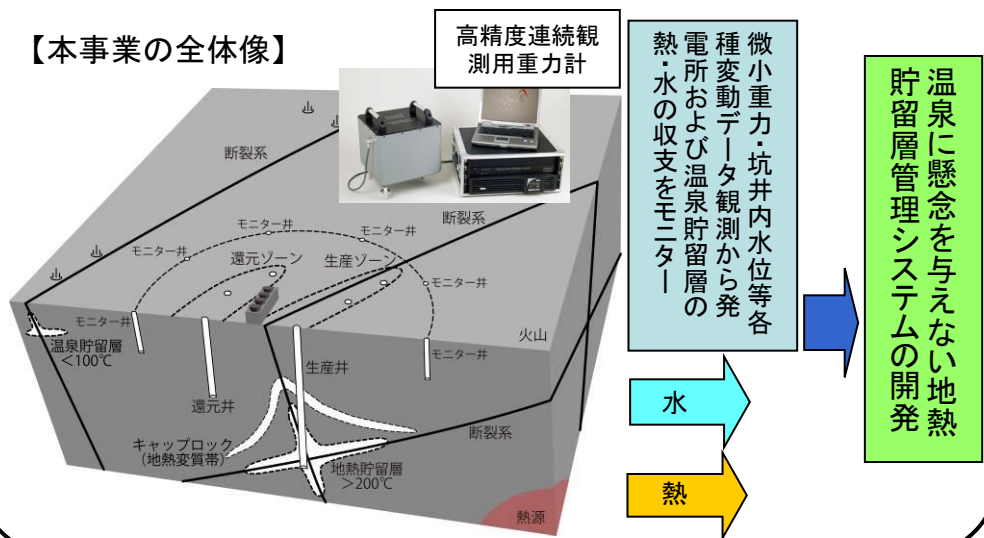 【本事業の全体像】
高精度連続観
測用重力計
微小重力・坑井内水位等各
種変動データ観測から発
電所および温泉貯留層の
熱・水の収支をモニター
温泉に懸念を与えない地熱
貯留層管理システムの開発
断裂系
断裂系
モニター井
モニター井
モニター井
還元ゾーン
生産ゾーン
モニター井
モニター井
火山
温泉貯留層
<100℃
モニター井
生産井
還元井
断裂系
キャップロック
(地熱変質帯)
地熱貯留層
>200℃
熱源
水
熱